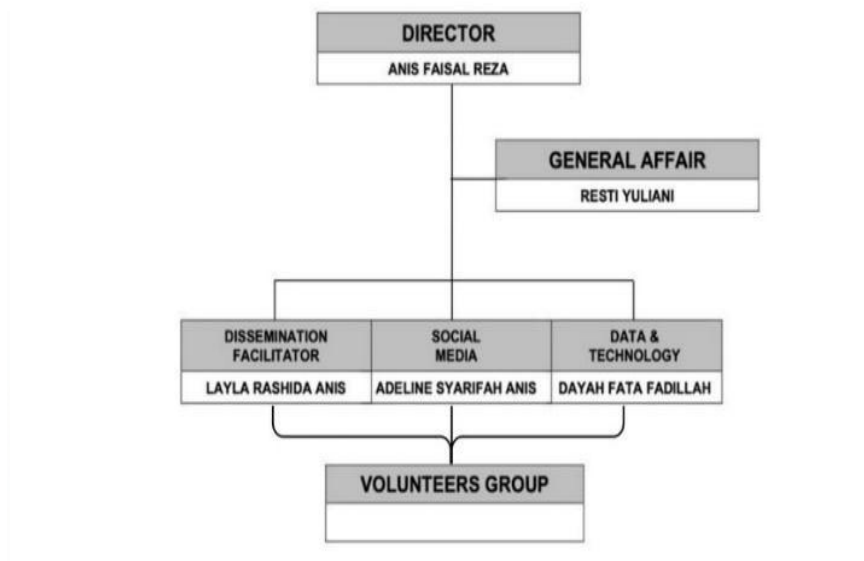 DIRECTOR
ANIS FAISAL REZA
GENERAL AFFAIR
RESTI YULIANI
DISSEMINATION
FACILITATOR
LAYLA RASHIDA ANIS
SOCIAL
MEDIA
ADELINE SYARIFAH ANIS
DATA &
TECHNOLOGY
DAYAH FATA FADILLAH
VOLUNTEERS GROUP